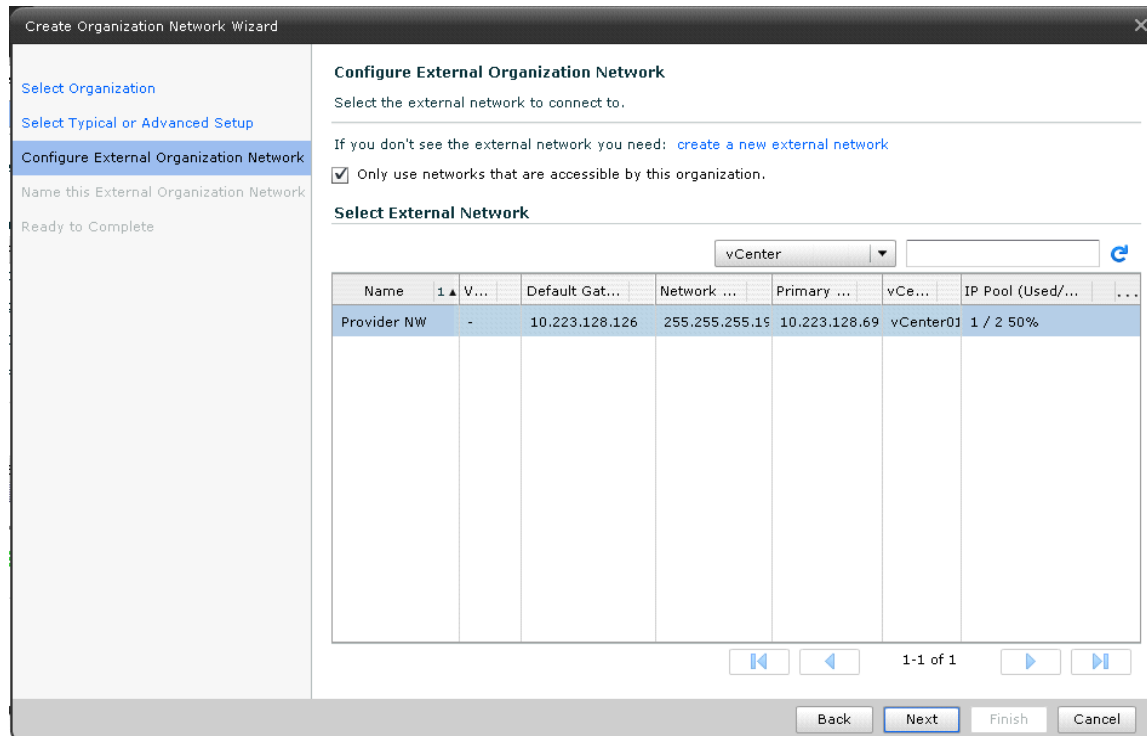 Create Organization Network Wizard
Select Organization
Select Typical or Advanced Setup
Configure External Organization Network
Name this External Organization Network
Ready to Complete
Configure External Organization Network
Select the external network to connect to.
If you don't see the external network you need: create a new external network
Only use networks that are accessible by this organization.
Select External Network
vCenter
Name 1 V... Default Gat... Network ... Primary ... vCe... IP Pool (Used/... ...
Provider NW - 10.223.128.126 255.255.255.19 10.223.128.69 vCenter01 1 / 2 50%
1-1 of 1
Back Next Finish Cancel